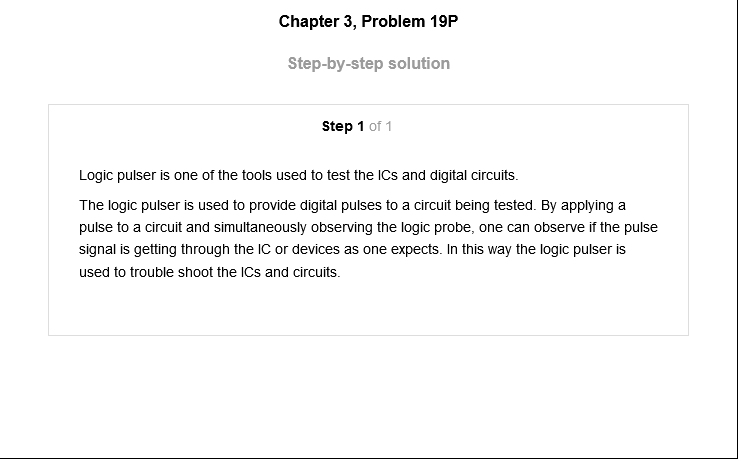 Chapter 3, Problem 19P
Step-by-step solution
Step 1 of 1
Logic pulser is one of the tools used to test the ICs and digital circuits.
The logic pulser is used to provide digital pulses to a circuit being tested. By applying a
pulse to a circuit and simultaneously observing the logic probe, one can observe if the pulse
signal is getting through the IC or devices as one expects. In this way the logic pulser is
used to trouble shoot the ICs and circuits.